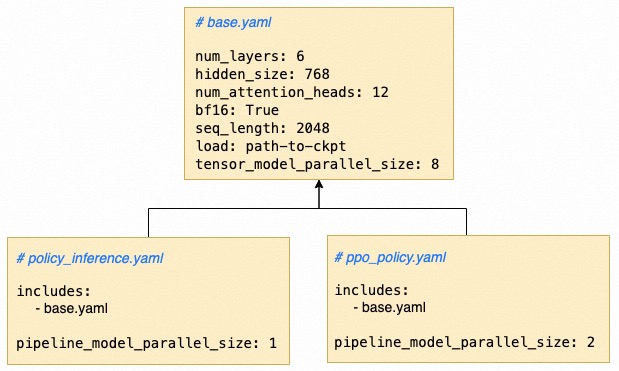 # base.yaml
num_layers: 6
hidden_size: 768
num_attention_heads: 12
bf16: True
seq_length: 2048
load: path-to-ckpt
tensor_model_parallel_size: 8
# policy_inference.yaml
includes:
- base.yaml
pipeline_model_parallel_size: 1
# ppo_policy.yaml
includes:
- base.yaml
pipeline_model_parallel_size: 2